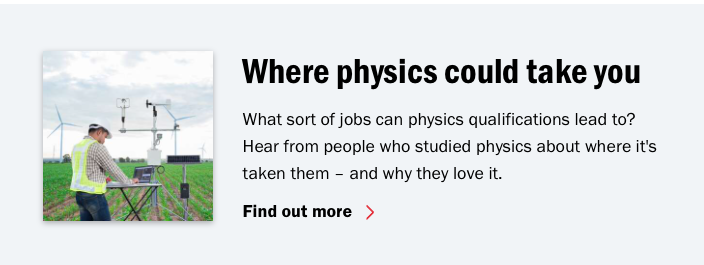 Where physics could take you
What sort of jobs can physics qualifications lead to?
Hear from people who studied physics about where it's
taken them – and why they love it.
Find out more